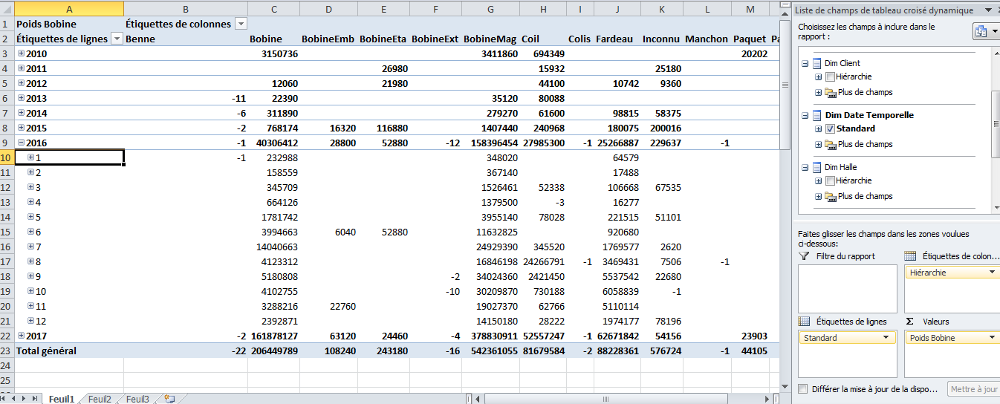 A B C D E F G H I J K L M
1 Poids Bobine Étiquettes de colonnes
2 Étiquettes de lignes Benne Bobine BobineEmb BobineEta BobineExt BobineMag Coil Colis Fardeau Inconnu Manchon Paquet
3 2010 3150736 3411860 694349 20202
4 2011 26980 15932 25180
5 2012 12060 21980 44100 10742 9360
6 2013 -11 22390 35120 80088
7 2014 -6 311890 279270 61600 98815 58375
8 2015 -2 768174 16320 116880 1407440 240968 180075 200016
9 2016 -1 40306412 28800 52880 -12 158396454 27985300 -1 25266887 229637 -1
10 1 -1 232988 348020 64579
11 2 158559 367140 17488
12 3 345709 1526461 52338 106668 67535
13 4 664126 1379500 -3 16277
14 5 1781742 3955140 78028 221515 51101
15 6 3994663 6040 52880 11632825 920680
16 7 14040663 24929390 345520 1769577 2620
17 8 4123312 16846198 24266791 -1 3469431 7506 -1
18 9 5180808 -2 34024360 2421450 5537542 22680
19 10 4102755 -10 30209870 730188 6058839 -1
20 11 3288216 22760 19027370 62766 5110114
21 12 2392871 14150180 28222 1974177 78196
22 2017 -2 161878127 63120 24460 -4 378830911 52557247 -1 62671842 54156 23903
23 Total général -22 206449789 108240 243180 -16 542361055 81679584 -2 88228361 576724 -1 44105
24
25
Feuil1 Feuil2 Feuil3
Liste de champs de tableau croisé dynamique
Choisissez les champs à inclure dans le
rapport :
Dim Client
Hiérarchie
Plus de champs
Dim Date Temporelle
Standard
Plus de champs
Dim Halle
Hiérarchie
Plus de champs
Faites glisser les champs dans les zones voulues
ci-dessous:
Filtre du rapport Étiquettes de colon...
Hiérarchie
Étiquettes de lignes Σ Valeurs
Standard Poids Bobine
Différer la mise à jour de la dispo... Mettre à jour